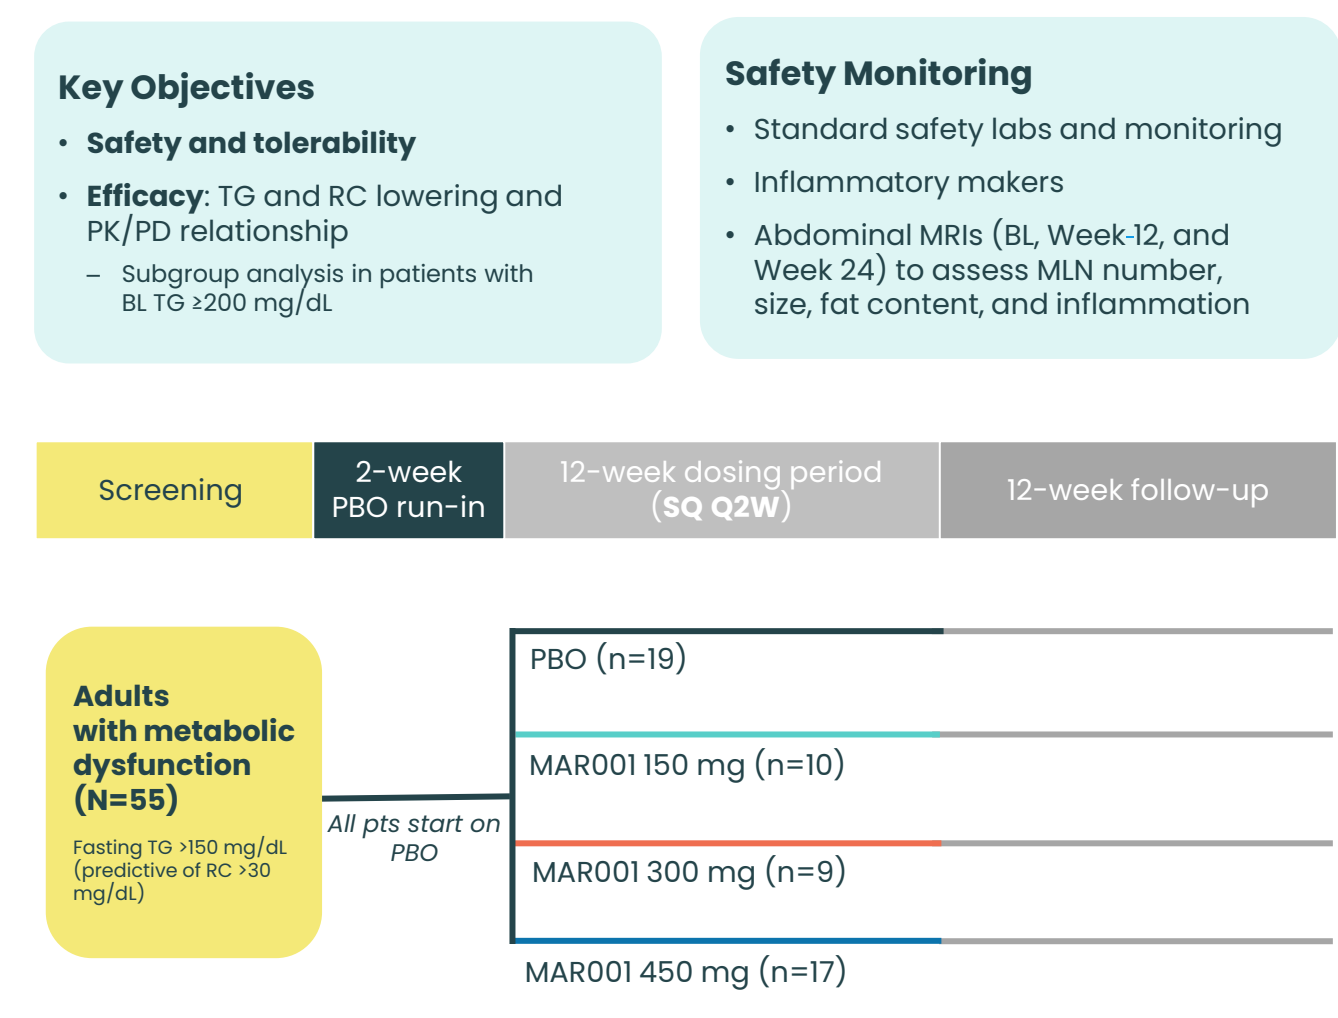 Key Objectives
• Safety and tolerability
• Efficacy: TG and RC lowering and
PK/PD relationship
– Subgroup analysis in patients with
BL TG ≥200 mg/dL
Safety Monitoring
• Standard safety labs and monitoring
• Inflammatory makers
• Abdominal MRIs (BL, Week-12, and
Week 24) to assess MLN number,
size, fat content, and inflammation
Screening
2-week
PBO run-in
12-week dosing period
(SQ Q2W)
12-week follow-up
Adults
with metabolic
dysfunction
(N=55)
Fasting TG >150 mg/dL
(predictive of RC >30
mg/dL)
All pts start on
PBO
PBO (n=19)
MAR001 150 mg (n=10)
MAR001 300 mg (n=9)
MAR001 450 mg (n=17)